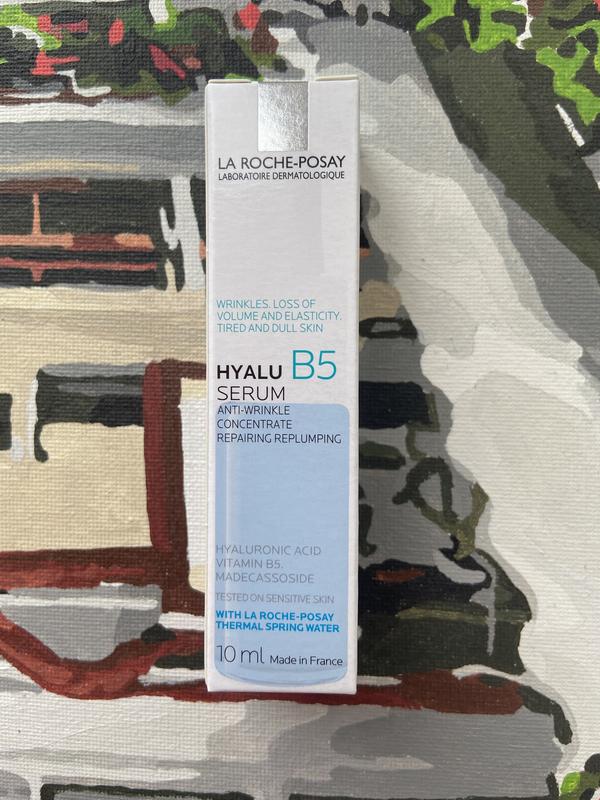 LA ROCHE-POSAY
LABORATOIRE DERMATOLOGIQUE
WRINKLES. LOSS OF
VOLUME AND ELASTICITY.
TIRED AND DULL SKIN
HYALU B5
SERUM
ANTI-WRINKLE
CONCENTRATE
REPAIRING REPLUMPING
HYALURONIC ACID
VITAMIN B5.
MADECASSOSIDE
TESTED ON SENSITIVE SKIN
WITH LA ROCHE-POSAY
THERMAL SPRING WATER
10 ml Made in France